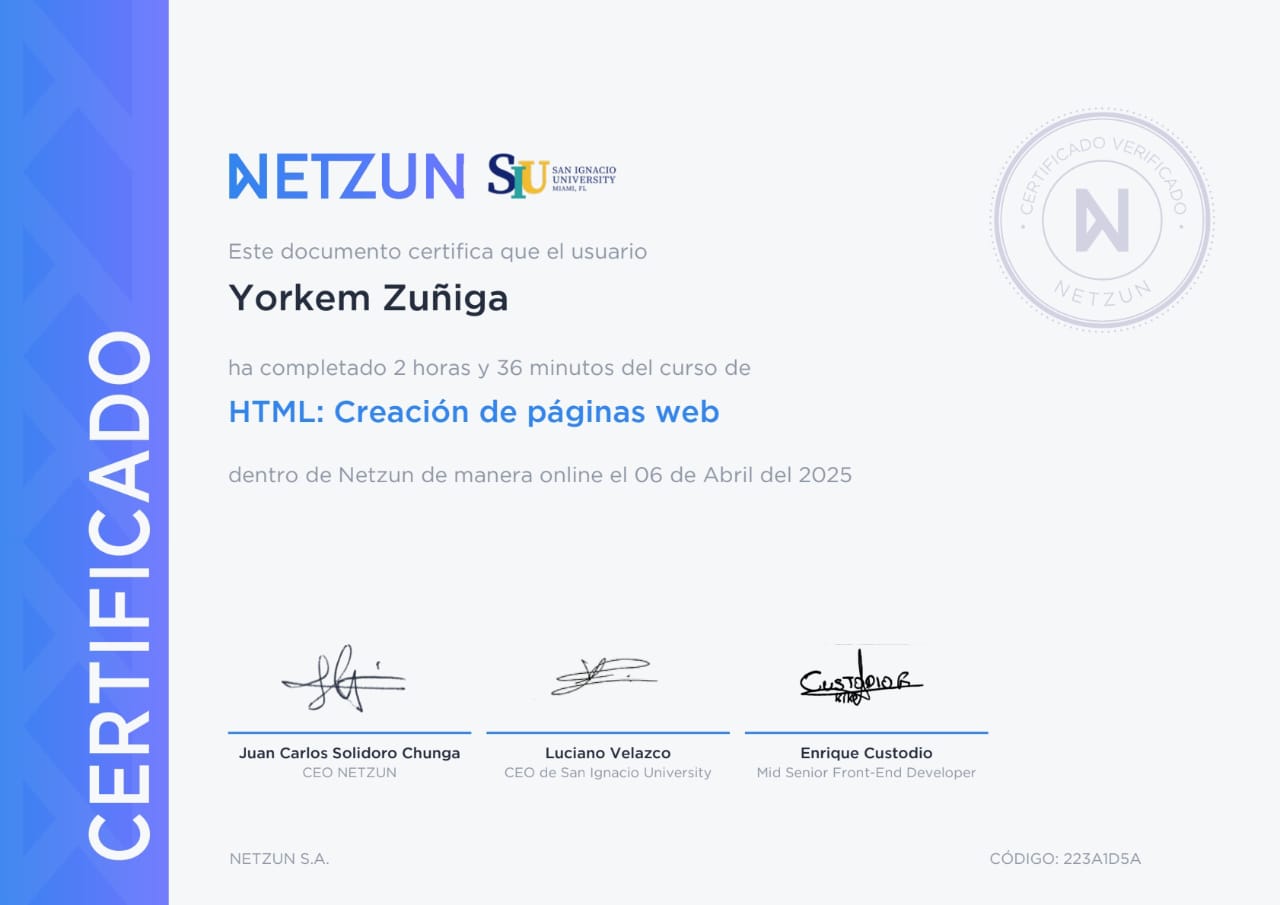 CERTIFICADO
NETZUN
SIU
SAN IGNACIO
UNIVERSITY
MIAMI, FL
CERTIFICADO VERIFICADO
N
NETZUN
Este documento certifica que el usuario
Yorkem Zuñiga
ha completado 2 horas y 36 minutos del curso de
HTML: Creación de páginas web
dentro de Netzun de manera online el 06 de Abril del 2025
CUSTODIO R
Juan Carlos Solidoro Chunga
CEO NETZUN
Luciano Velazco
CEO de San Ignacio University
Enrique Custodio
Mid Senior Front-End Developer
NETZUN S.A.
CÓDIGO: 223A1D5A